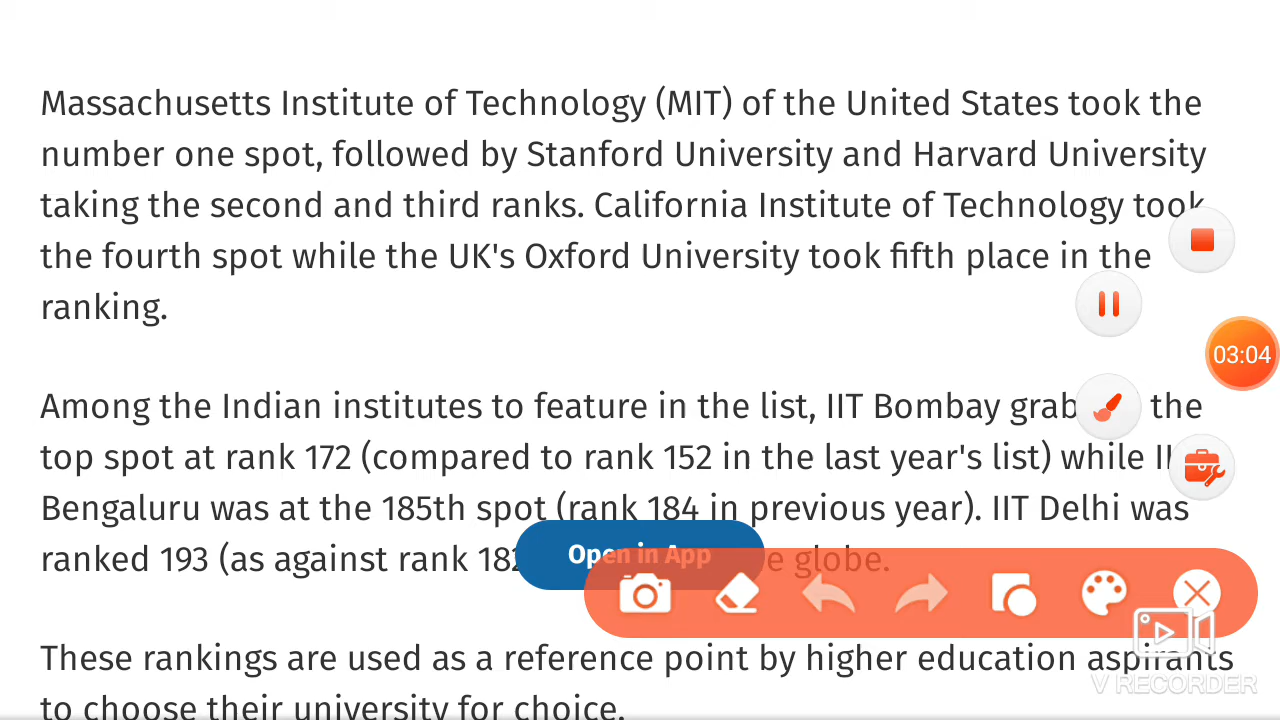 Massachusetts Institute of Technology (MIT) of the United States took the
number one spot, followed by Stanford University and Harvard University
taking the second and third ranks. California Institute of Technology took
the fourth spot while the UK's Oxford University took fifth place in the
03:04
ranking.
Among the Indian institutes to feature in the list, IIT Bombay the
top spot at rank 172 (compared to rank 152 in the last year's list) while
Bengaluru was at the 185th spot (rank 184 in previous year). IIT Delhi was
ranked 193 (as against rank globe.
Open in App
These rankings are used as a reference point by higher education aspirants
V RECORDER
to choose their university for choice.